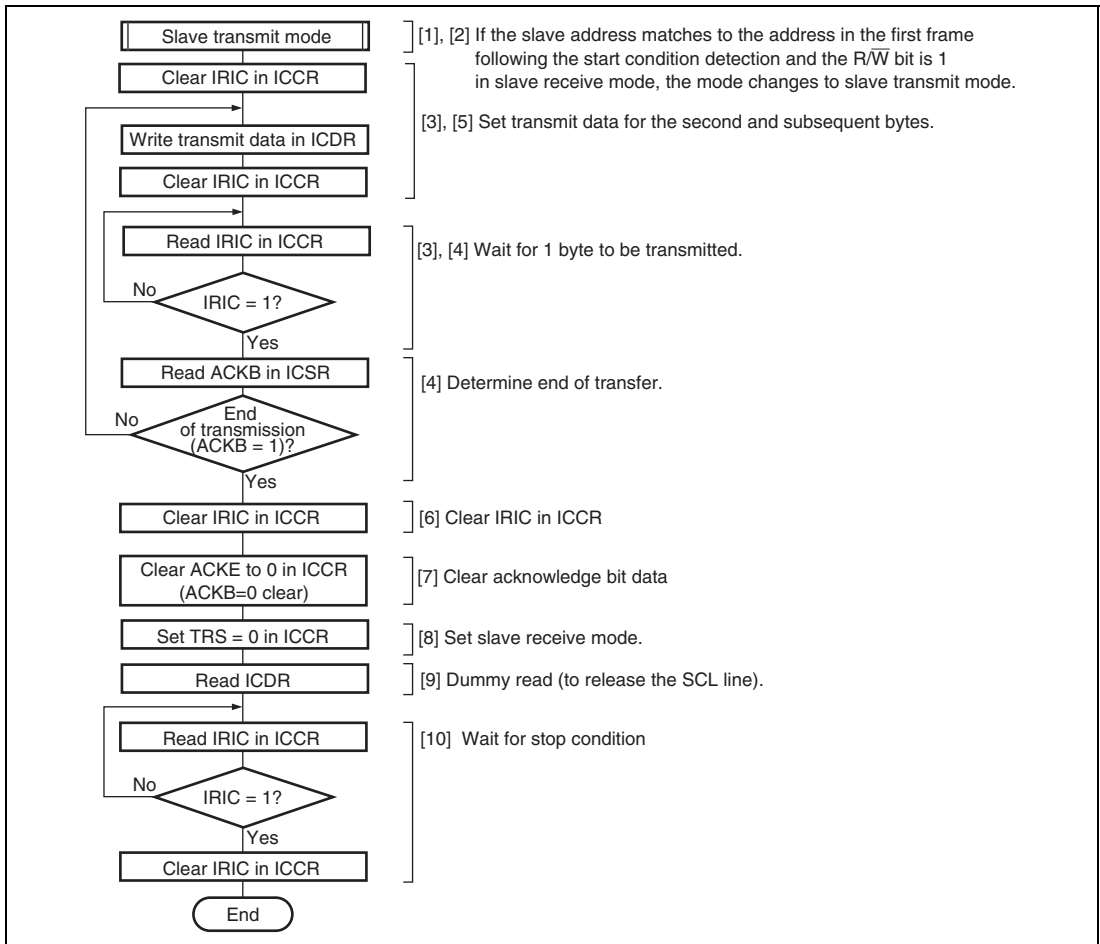 Slave transmit mode
[1], [2] If the slave address matches to the address in the first frame
following the start condition detection and the R/W̅ bit is 1
in slave receive mode, the mode changes to slave transmit mode.
Clear IRIC in ICCR
[3], [5] Set transmit data for the second and subsequent bytes.
Write transmit data in ICDR
Clear IRIC in ICCR
Read IRIC in ICCR
[3], [4] Wait for 1 byte to be transmitted.
No
IRIC = 1?
Yes
Read ACKB in ICSR
[4] Determine end of transfer.
No
End
of transmission
(ACKB = 1)?
Yes
Clear IRIC in ICCR
[6] Clear IRIC in ICCR
Clear ACKE to 0 in ICCR
(ACKB=0 clear)
[7] Clear acknowledge bit data
Set TRS = 0 in ICCR
[8] Set slave receive mode.
Read ICDR
[9] Dummy read (to release the SCL line).
Read IRIC in ICCR
[10] Wait for stop condition
No
IRIC = 1?
Yes
Clear IRIC in ICCR
End